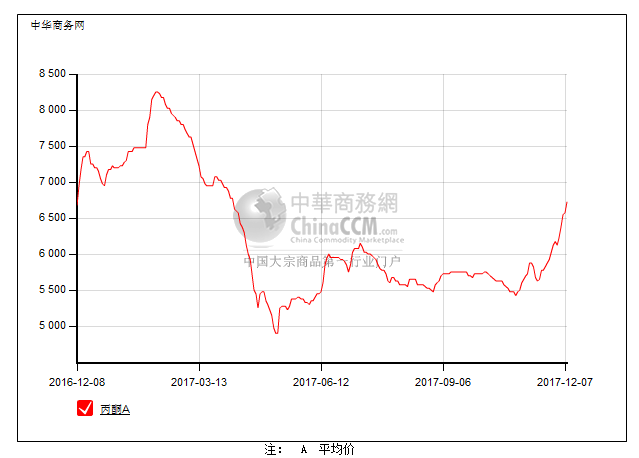 中华商务网
8 500
8 000
7 500
7 000
6 500
6 000
5 500
5 000
中華商務網
ChinaCCM.com
China Commodity Marketplace
中国大宗商品第一行业门户
2016-12-08 2017-03-13 2017-06-12 2017-09-06 2017-12-07
丙酮A
注： A 平均价